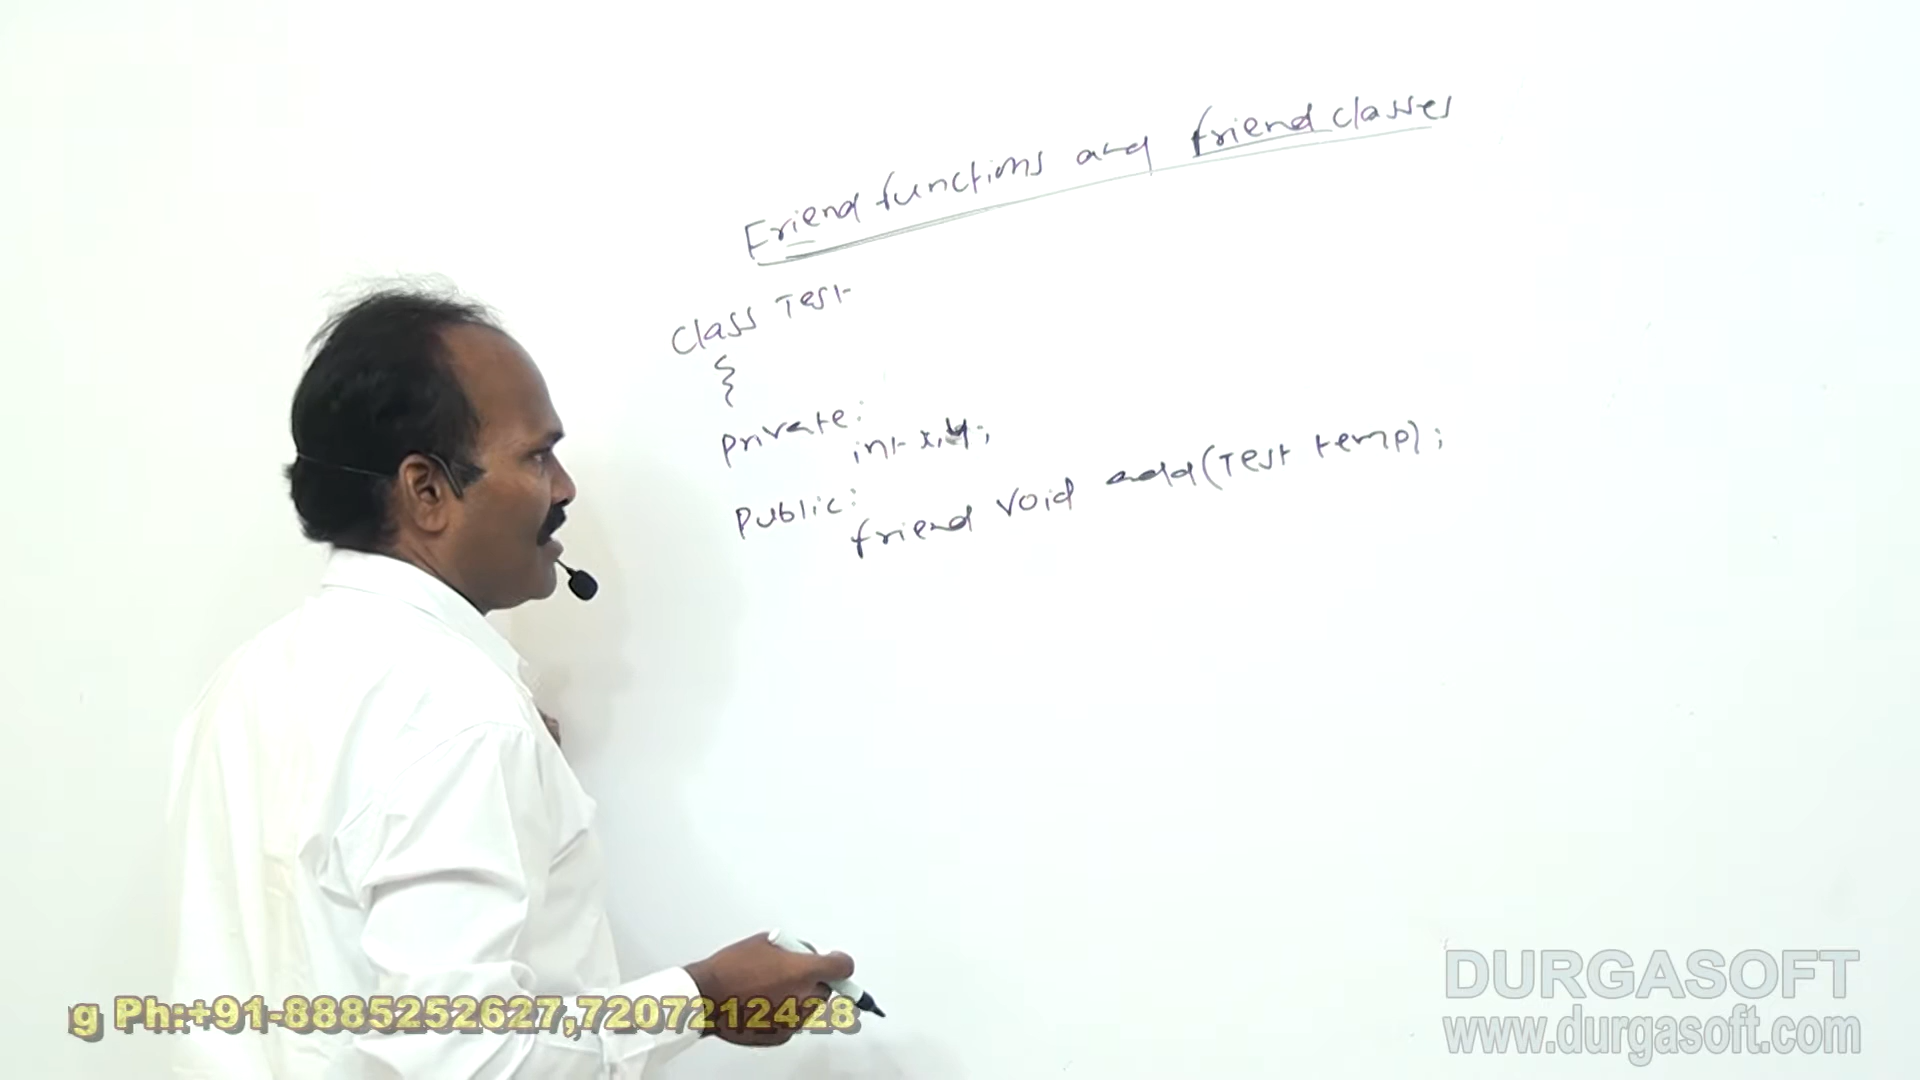 Friend functions and friend classes
Class Test
{
private:
int x,y;
public:
friend void add(Test temp);
g Ph:+91-8885252627,7207212428
DURGASOFT
www.durgasoft.com